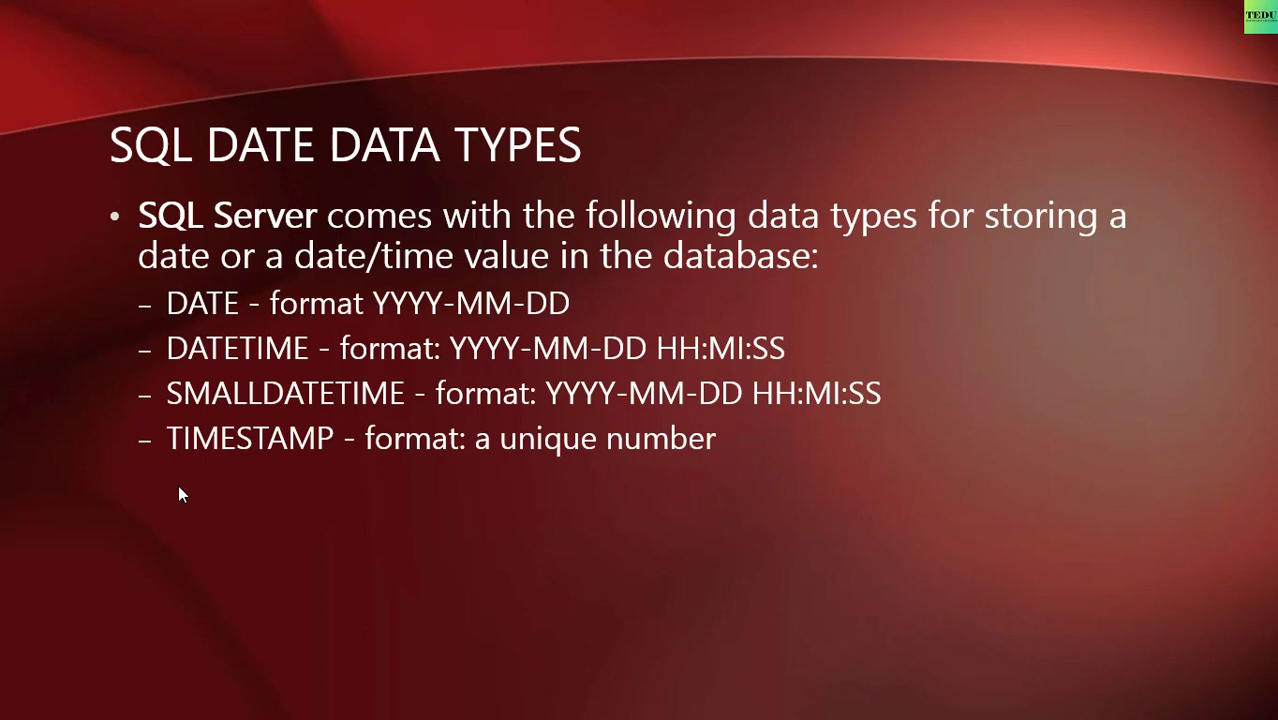 TEDU
SQL DATE DATA TYPES
• SQL Server comes with the following data types for storing a
date or a date/time value in the database:
– DATE - format YYYY-MM-DD
– DATETIME - format: YYYY-MM-DD HH:MI:SS
– SMALLDATETIME - format: YYYY-MM-DD HH:MI:SS
– TIMESTAMP - format: a unique number